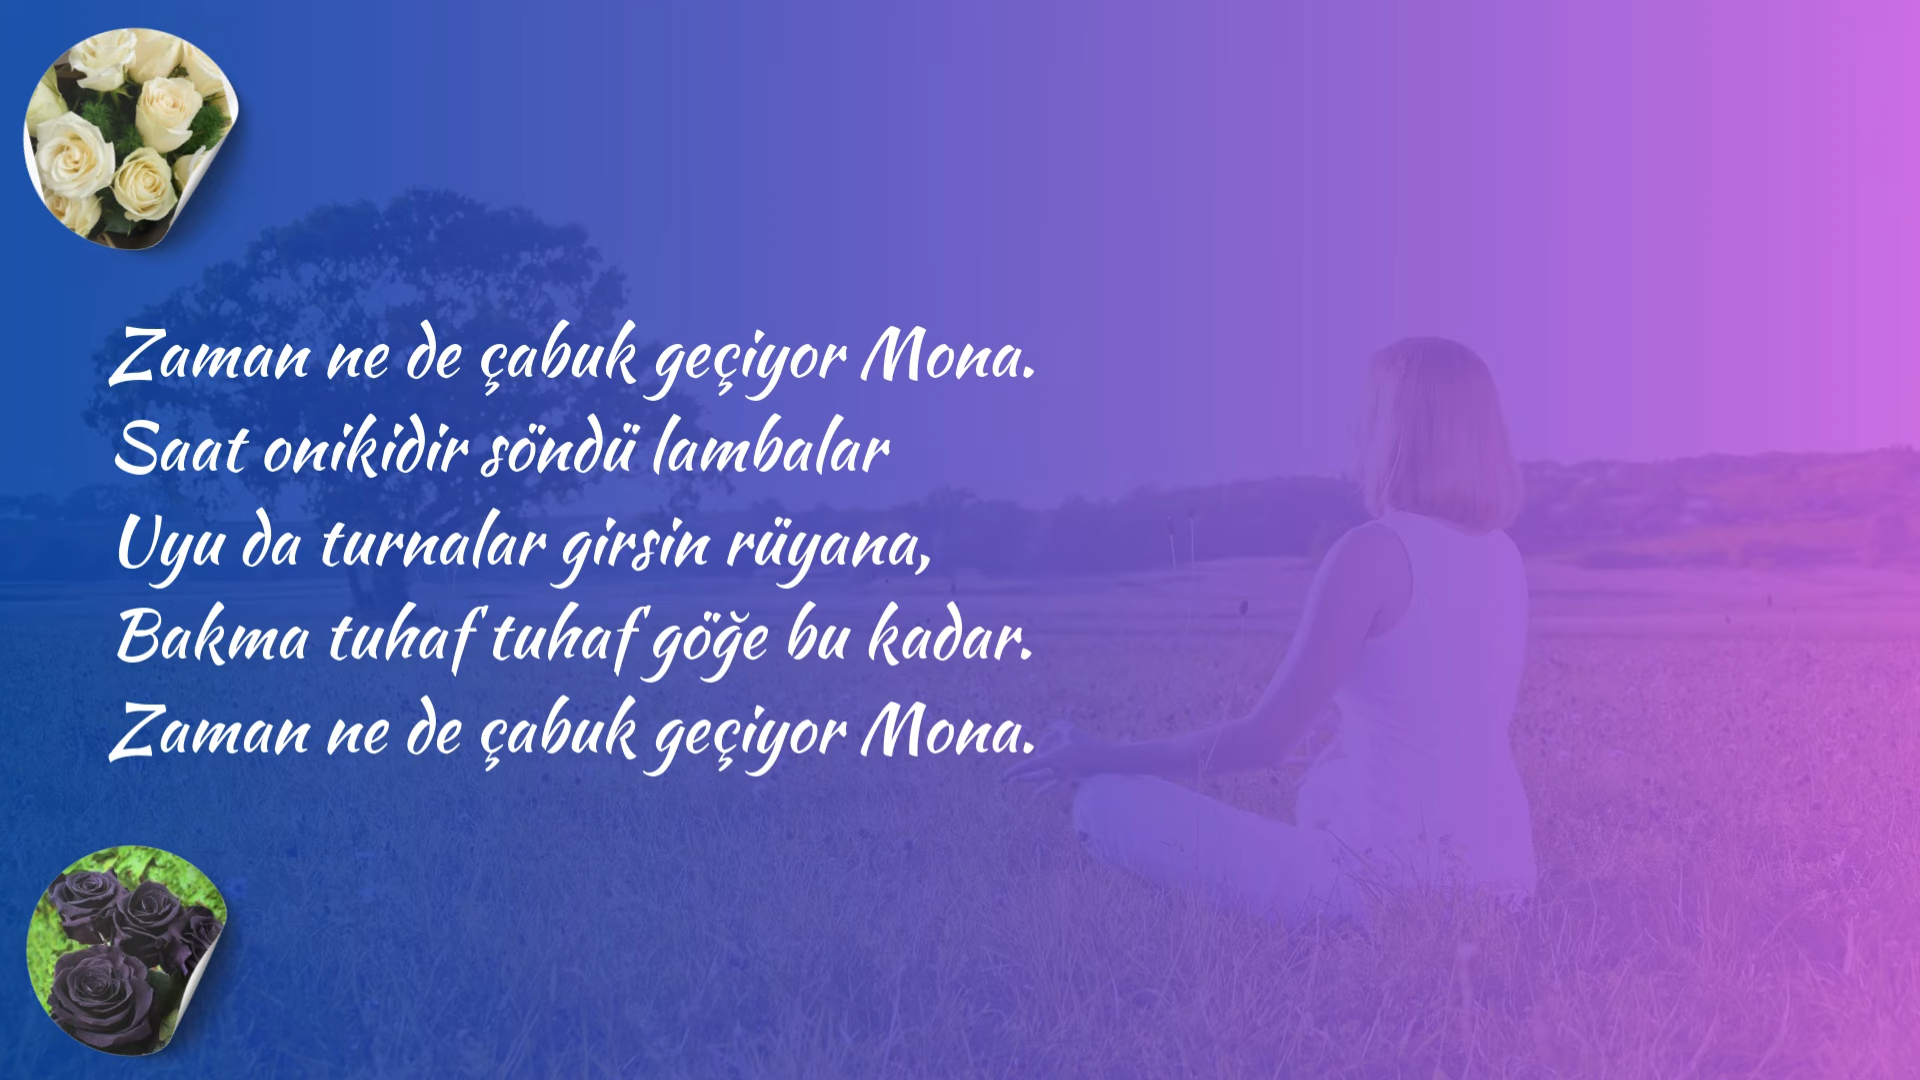 Zaman ne de çabuk geçiyor Mona.
Saat onikidir söndü lambalar
Uyu da turnalar girsin rüyana,
Bakma tuhaf tuhaf göğe bu kadar.
Zaman ne de çabuk geçiyor Mona.